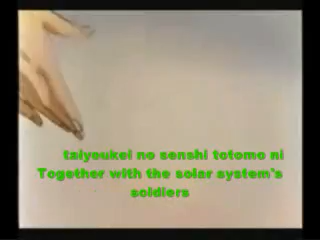 taiyoukei no senshi totomo ni
Together with the solar system's
soldiers